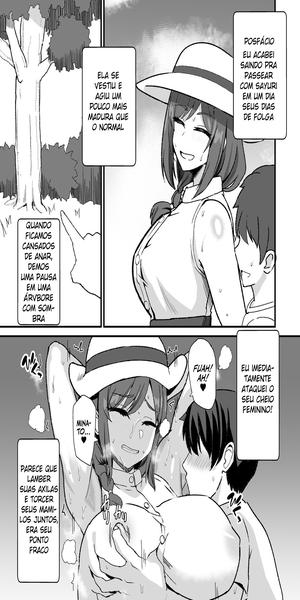 POSFÁCIO
EU ACABEI
SANDO PRA
PASSEAR
COM SAYURI
EM UM DIA
SEUS DIAS
DE FOLGA
ELA SE
VESTIU E
AGIU UM
POUCO MAIS
MADURA QUE
O NORMAL
QUANDO
FICAMOS
CANSADOS
DE ANAR,
DEMOS
UMA PAUSA
EM UMA
ÁRVBORE
COM SOM-
BRA
EU IMEDIA-
TAMENTE
ATAQUEI O
SEU CHEIO
FEMININO!
FUAH!
AH!
♥
MINA-
TO...
♥
PARECE QUE
LAMBER
SUAS AXILAS
E TORCER
SEUS MAMI-
LOS JUNTOS,
ERA SEU
PONTO
FRACO